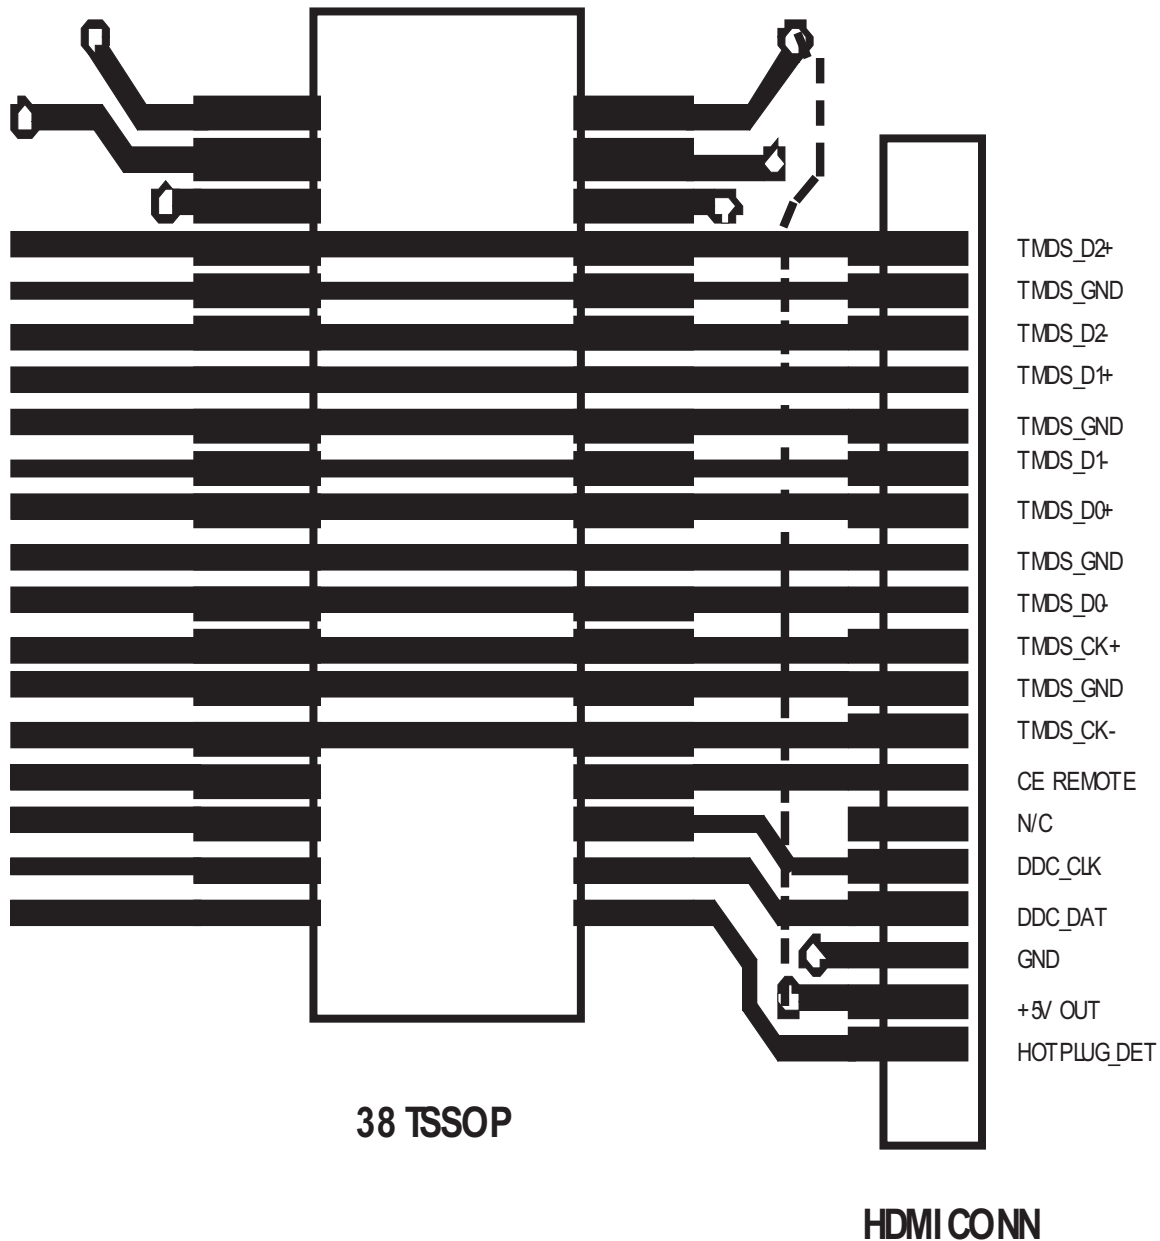 TMDS_D2+
TMDS_GND
TMDS_D2-
TMDS_D1+
TMDS_GND
TMDS_D1-
TMDS_D0+
TMDS_GND
TMDS_D0-
TMDS_CK+
TMDS_GND
TMDS_CK-
CE REMOTE
N/C
DDC_CLK
DDC_DAT
GND
+5V OUT
HOTPLUG_DET
38 TSSOP
HDMI CONN